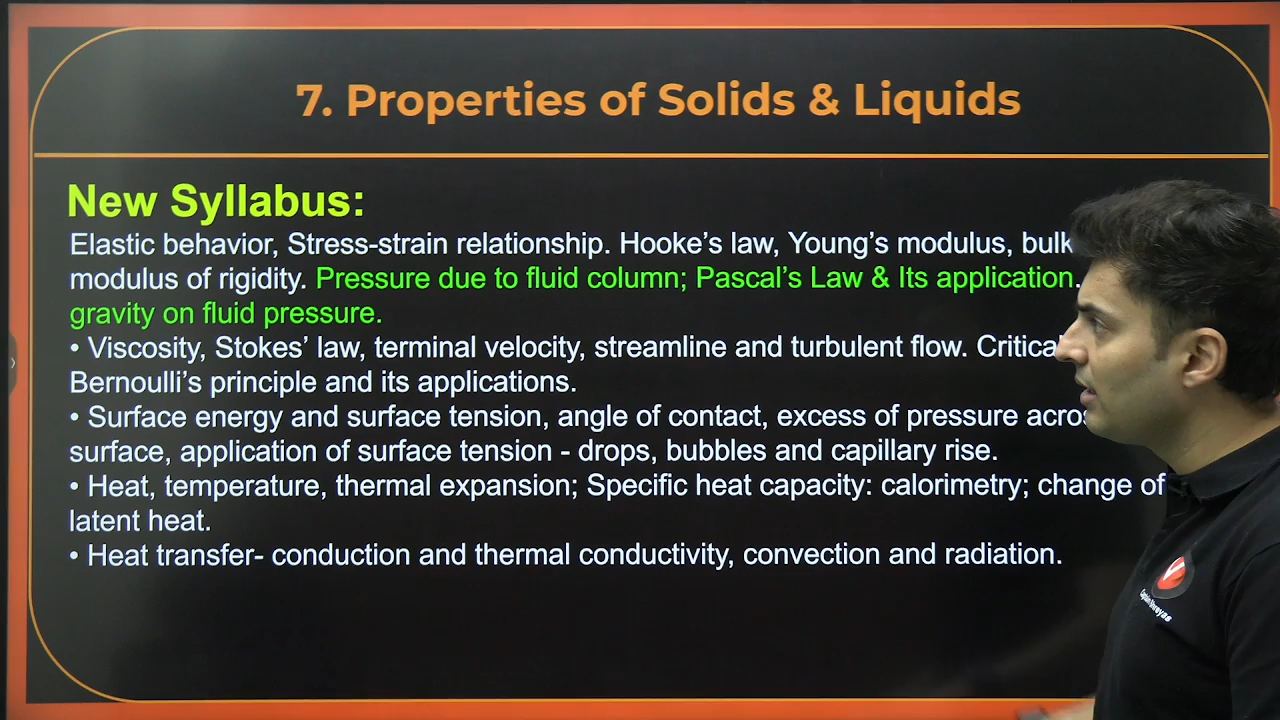 7. Properties of Solids & Liquids
New Syllabus:
Elastic behavior, Stress-strain relationship. Hooke's law, Young's modulus, bulk
modulus of rigidity. Pressure due to fluid column; Pascal's Law & Its application.
gravity on fluid pressure.
• Viscosity, Stokes' law, terminal velocity, streamline and turbulent flow.
Bernoulli's principle and its applications.
• Surface energy and surface tension, angle of contact, excess of pressure
surface, application of surface tension - drops, bubbles and capillary rise.
• Heat, temperature, thermal expansion; Specific heat capacity: calorimetry; change of
latent heat.
• Heat transfer- conduction and thermal conductivity, convection and radiation.